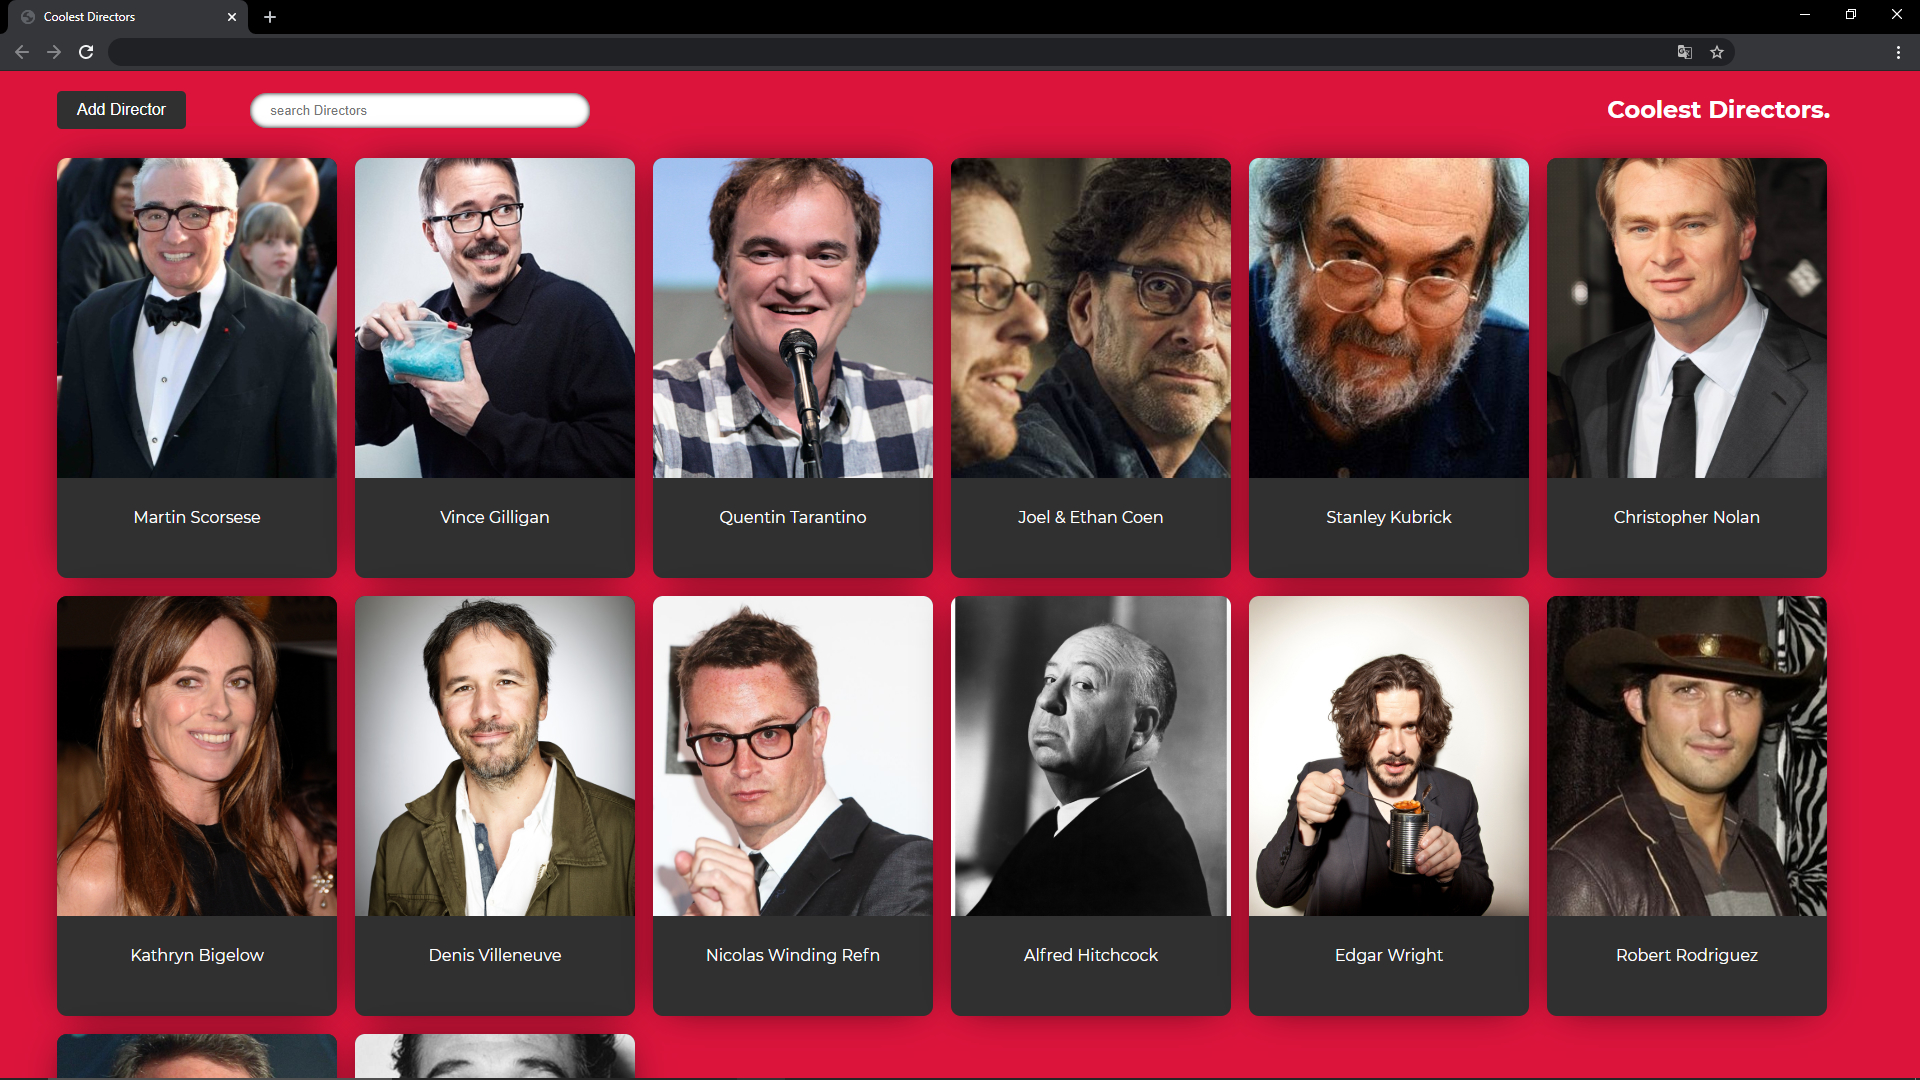 Coolest Directors
Add Director
search Directors
Coolest Directors.
Martin Scorsese
Vince Gilligan
Quentin Tarantino
Joel & Ethan Coen
Stanley Kubrick
Christopher Nolan
Kathryn Bigelow
Denis Villeneuve
Nicolas Winding Refn
Alfred Hitchcock
Edgar Wright
Robert Rodriguez